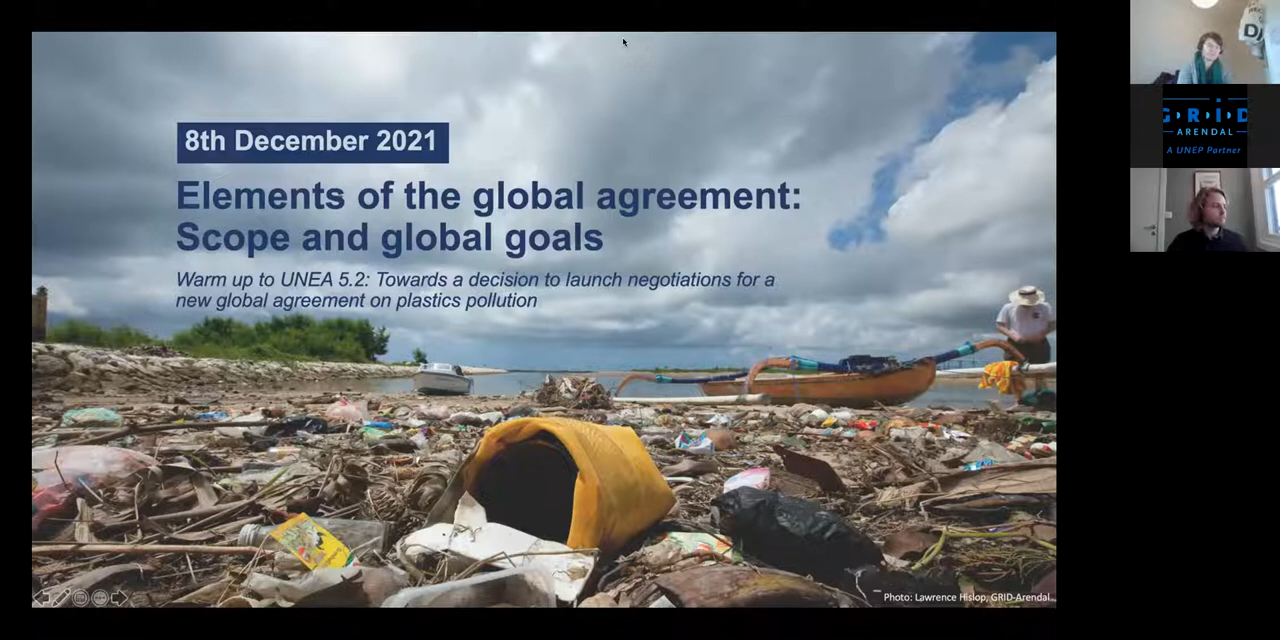 8th December 2021
Elements of the global agreement:
Scope and global goals
Warm up to UNEA 5.2: Towards a decision to launch negotiations for a
new global agreement on plastics pollution
Photo: Lawrence Hislop, GRID-Arendal
GRID
ARENDAL
A UNEP Partner